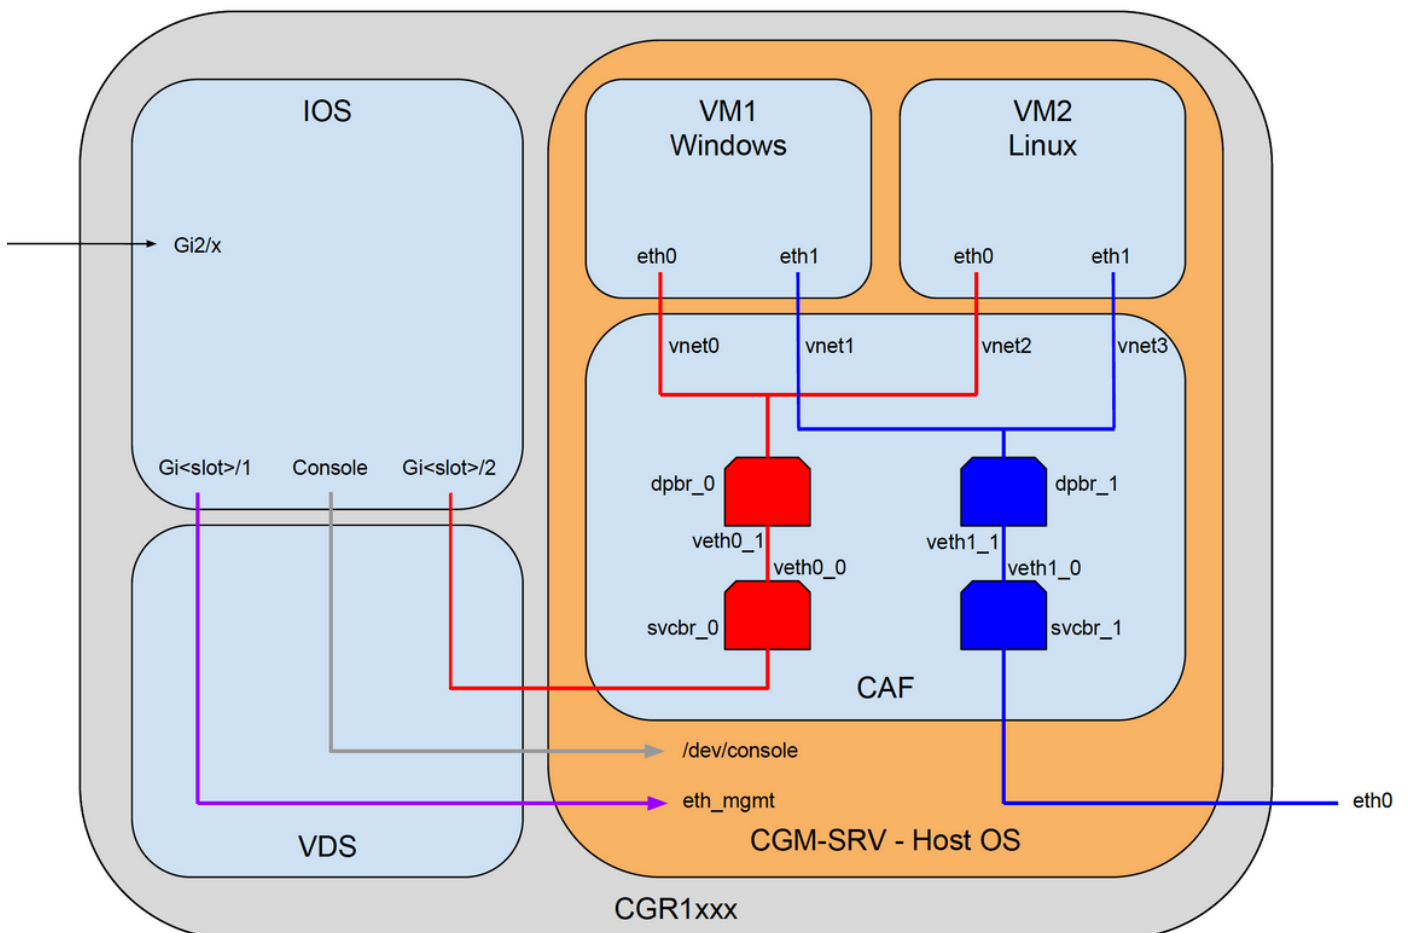 IOS
VM1
Windows
VM2
Linux
Gi2/x
eth0
eth1
eth0
eth1
vnet0
vnet1
vnet2
vnet3
Gi<slot>/1
Console
Gi<slot>/2
dpbr_0
dpbr_1
veth0_1
veth1_1
veth0_0
veth1_0
svcbr_0
svcbr_1
CAF
/dev/console
eth_mgmt
eth0
VDS
CGM-SRV - Host OS
CGR1xxx